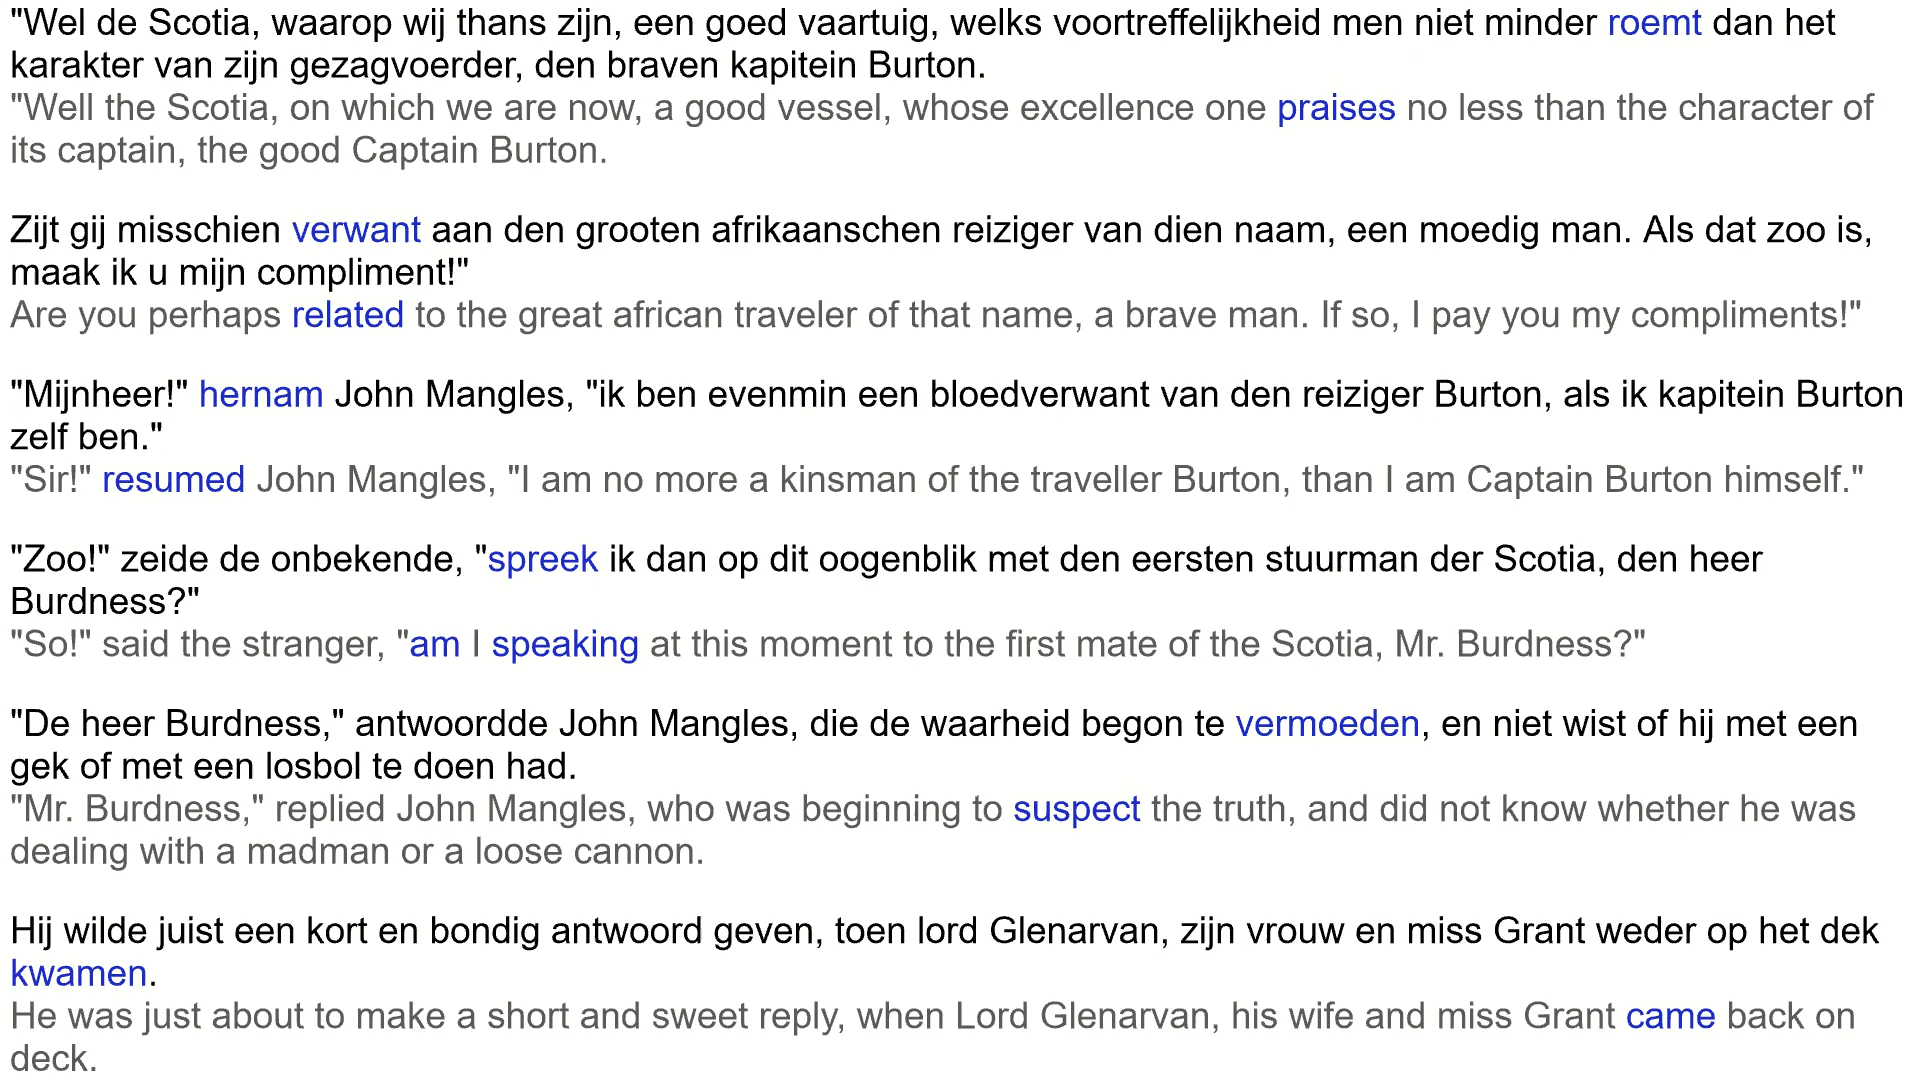 "Wel de Scotia, waarop wij thans zijn, een goed vaartuig, welks voortreffelijkheid men niet minder roemt dan het
karakter van zijn gezagvoerder, den braven kapitein Burton.
"Well the Scotia, on which we are now, a good vessel, whose excellence one praises no less than the character of
its captain, the good Captain Burton.
Zijt gij misschien verwant aan den grooten afrikaanschen reiziger van dien naam, een moedig man. Als dat zoo is,
maak ik u mijn compliment!"
Are you perhaps related to the great african traveler of that name, a brave man. If so, I pay you my compliments!"
"Mijnheer!" hernam John Mangles, "ik ben evenmin een bloedverwant van den reiziger Burton, als ik kapitein Burton
zelf ben."
"Sir!" resumed John Mangles, "I am no more a kinsman of the traveller Burton, than I am Captain Burton himself."
"Zoo!" zeide de onbekende, "spreek ik dan op dit oogenblik met den eersten stuurman der Scotia, den heer
Burdness?"
"So!" said the stranger, "am I speaking at this moment to the first mate of the Scotia, Mr. Burdness?"
"De heer Burdness," antwoordde John Mangles, die de waarheid begon te vermoeden, en niet wist of hij met een
gek of met een losbol te doen had.
"Mr. Burdness," replied John Mangles, who was beginning to suspect the truth, and did not know whether he was
dealing with a madman or a loose cannon.
Hij wilde juist een kort en bondig antwoord geven, toen lord Glenarvan, zijn vrouw en miss Grant weder op het dek
kwamen.
He was just about to make a short and sweet reply, when Lord Glenarvan, his wife and miss Grant came back on
deck.